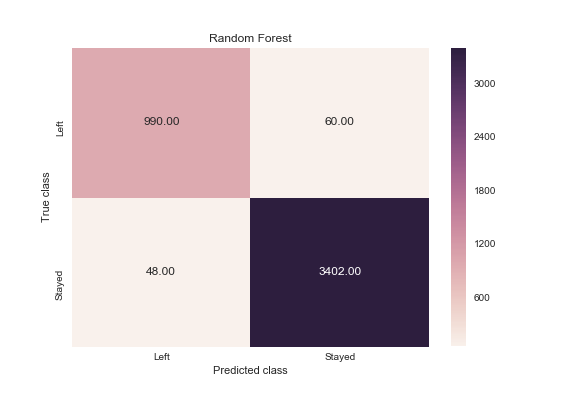 Random Forest
Left
990.00
60.00
Stayed
48.00
3402.00
Left
Stayed
True class
Predicted class
3000
2400
1800
1200
600